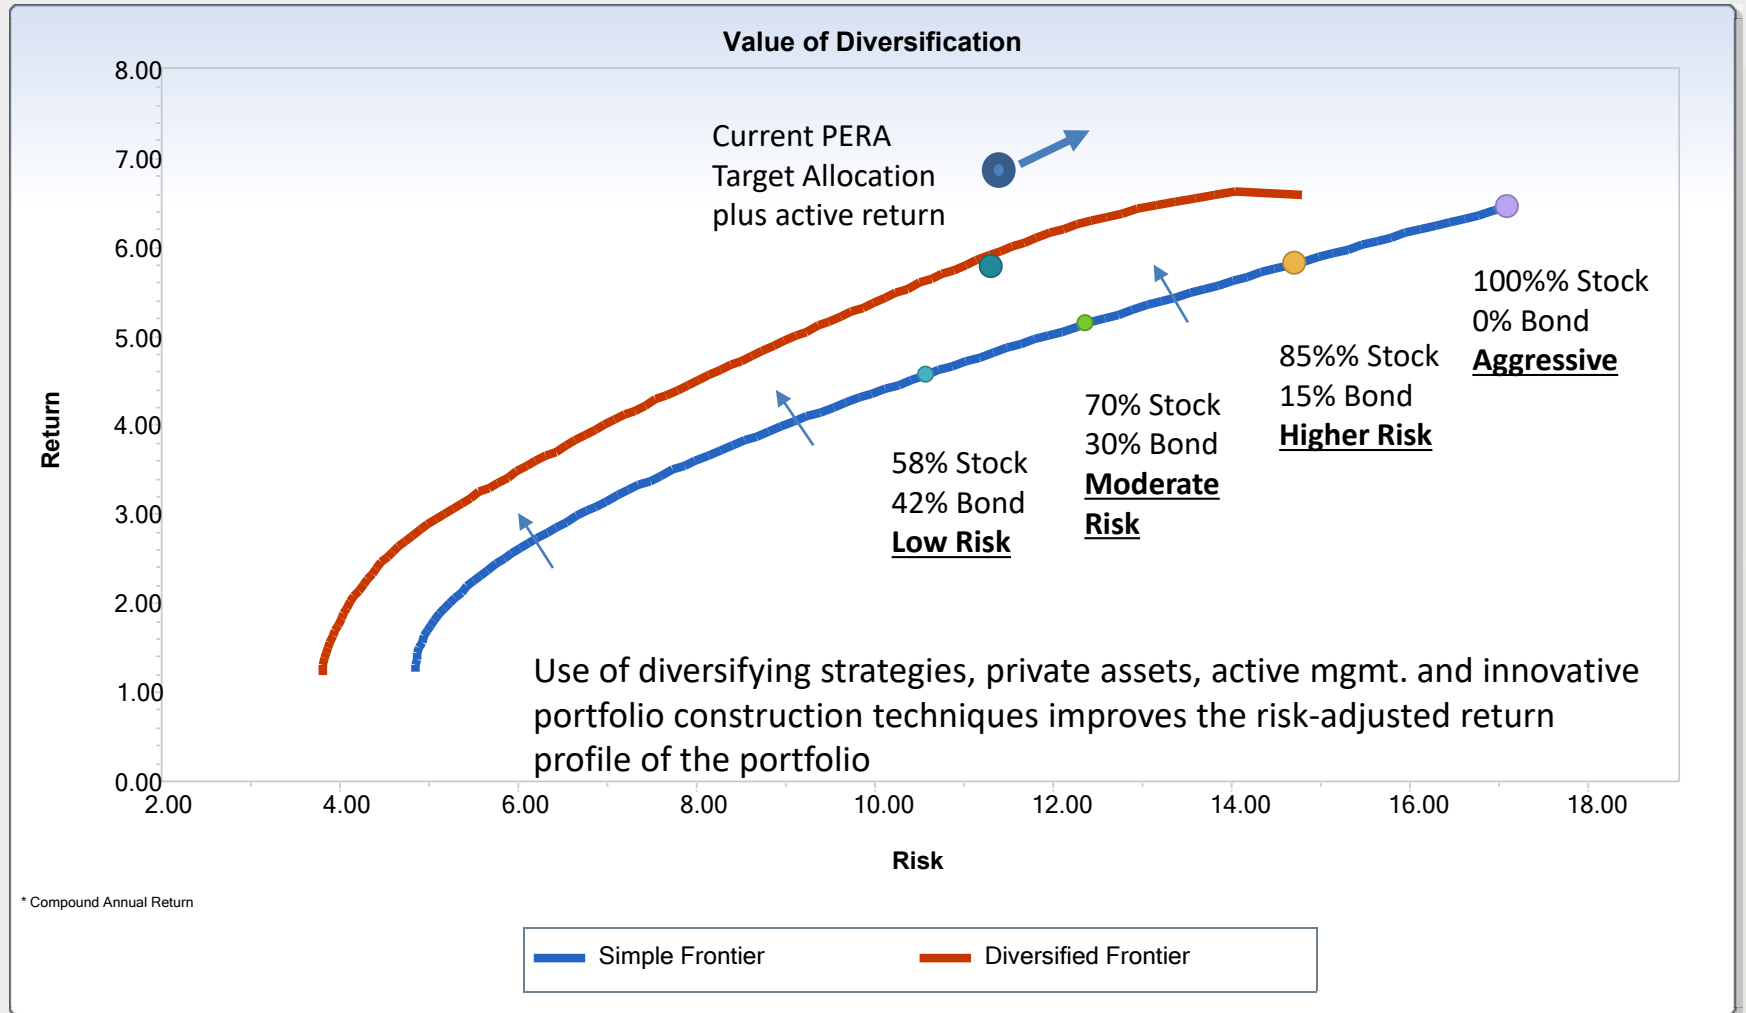 Value of Diversification
8.00
7.00
6.00
5.00
4.00
3.00
2.00
1.00
0.00
Return
Current PERA
Target Allocation
plus active return
100%% Stock
0% Bond
Aggressive
85%% Stock
15% Bond
Higher Risk
70% Stock
30% Bond
Moderate
Risk
58% Stock
42% Bond
Low Risk
Use of diversifying strategies, private assets, active mgmt. and innovative
portfolio construction techniques improves the risk-adjusted return
profile of the portfolio
2.00 4.00 6.00 8.00 10.00 12.00 14.00 16.00 18.00
Risk
* Compound Annual Return
Simple Frontier Diversified Frontier